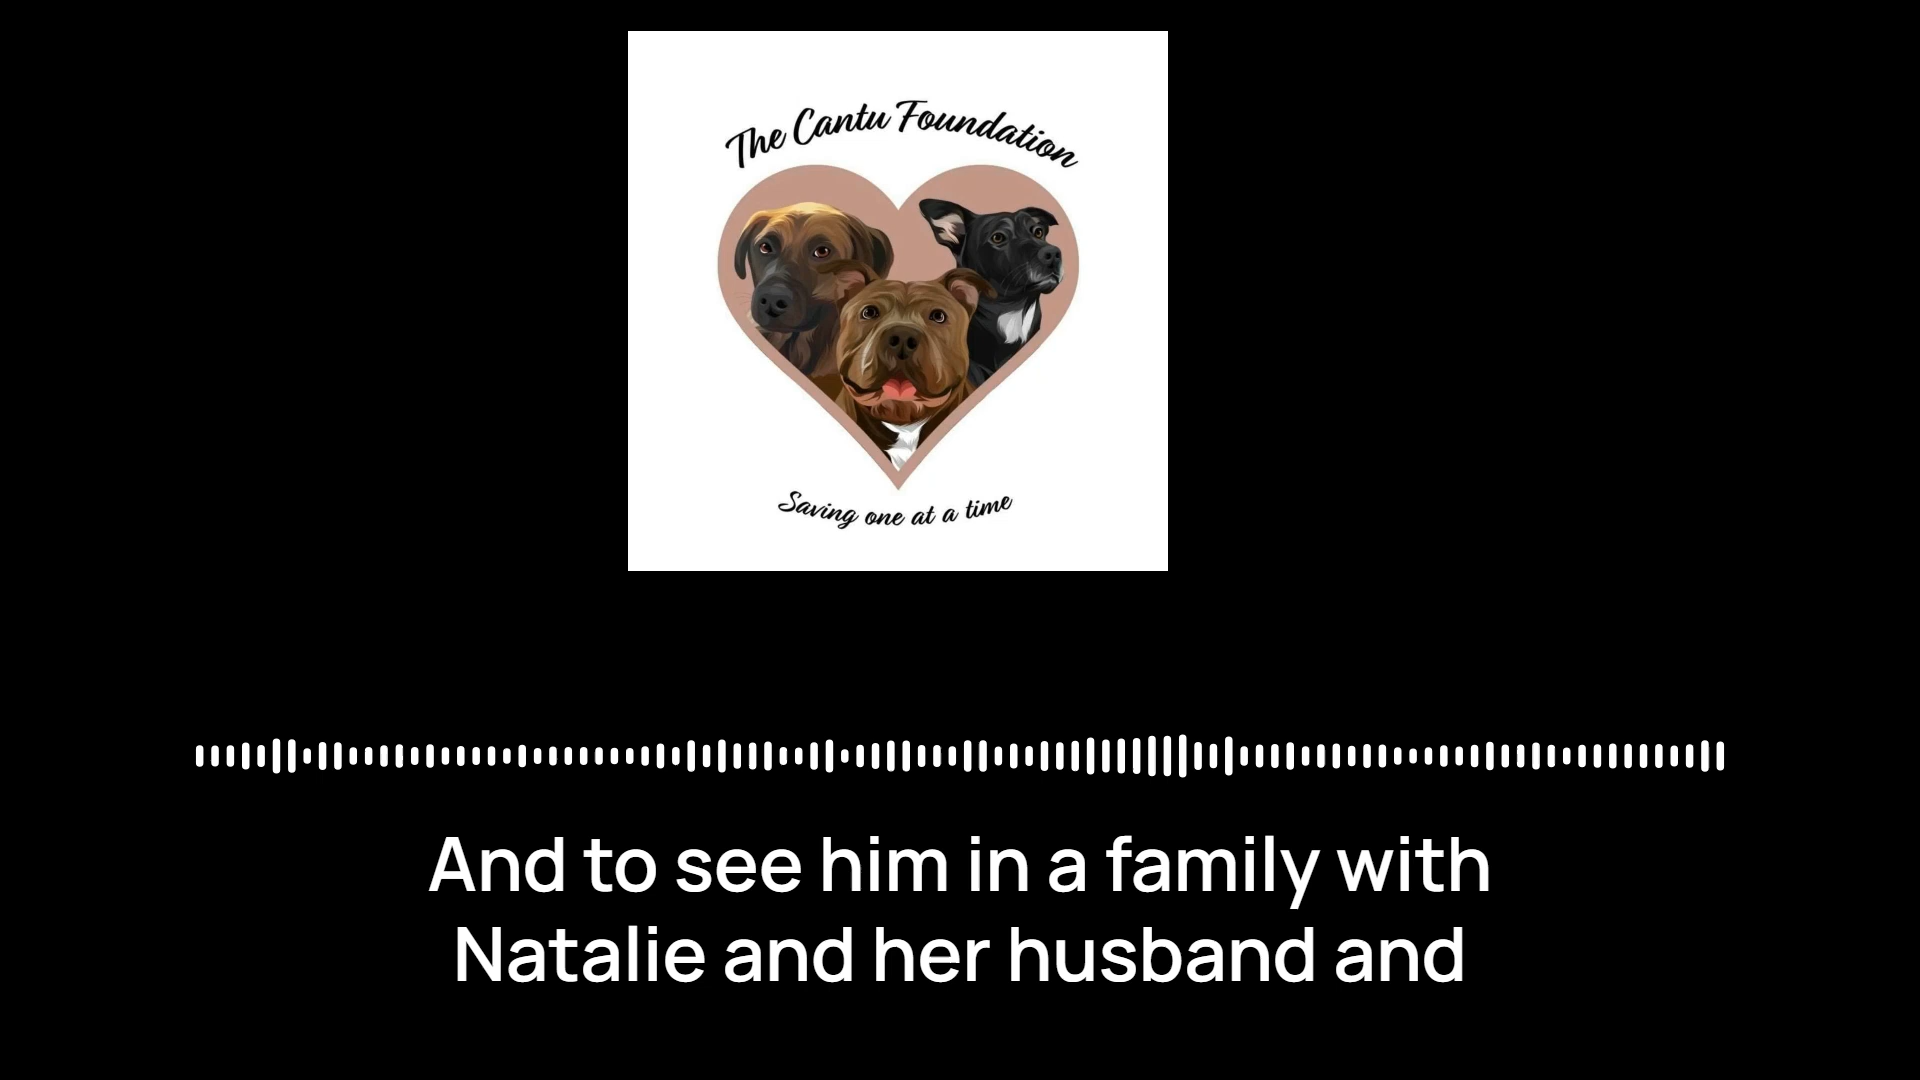 The Cantu Foundation
Saving one at a time
And to see him in a family with
Natalie and her husband and